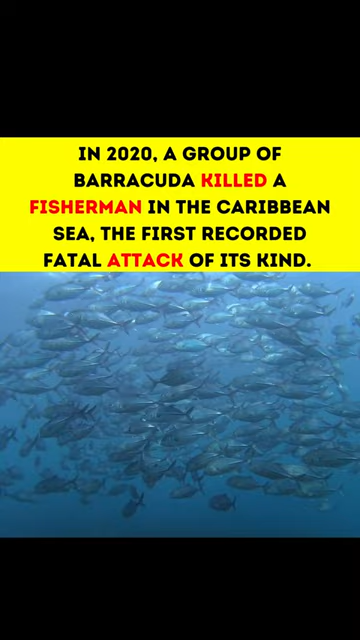 IN 2020, A GROUP OF
BARRACUDA KILLED A
FISHERMAN IN THE CARIBBEAN
SEA, THE FIRST RECORDED
FATAL ATTACK OF ITS KIND.